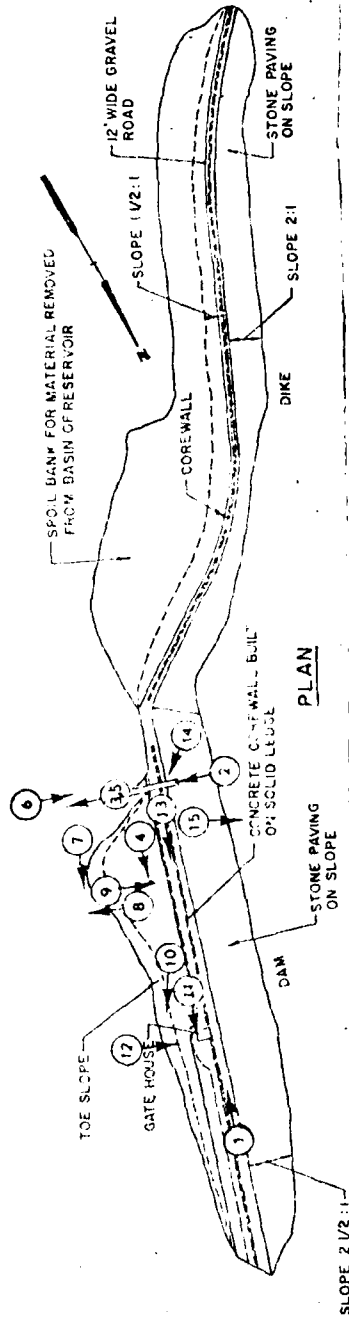 SPOIL BANK FOR MATERIAL REMOVED
FROM BASIN OF RESERVOIR
N
12' WIDE GRAVEL
ROAD
SLOPE 1 1/2:1
COREWALL
STONE PAVING
ON SLOPE
SLOPE 2:1
DIKE
PLAN
CONCRETE COREWALL BUILT
ON SOLID LEDGE
STONE PAVING
ON SLOPE
DAM
SLOPE 2 1/2:1
TOE SLOPE
GATE HOUSE
6
7
3,5
14
2
4
13
15
9
8
10
11
12
1